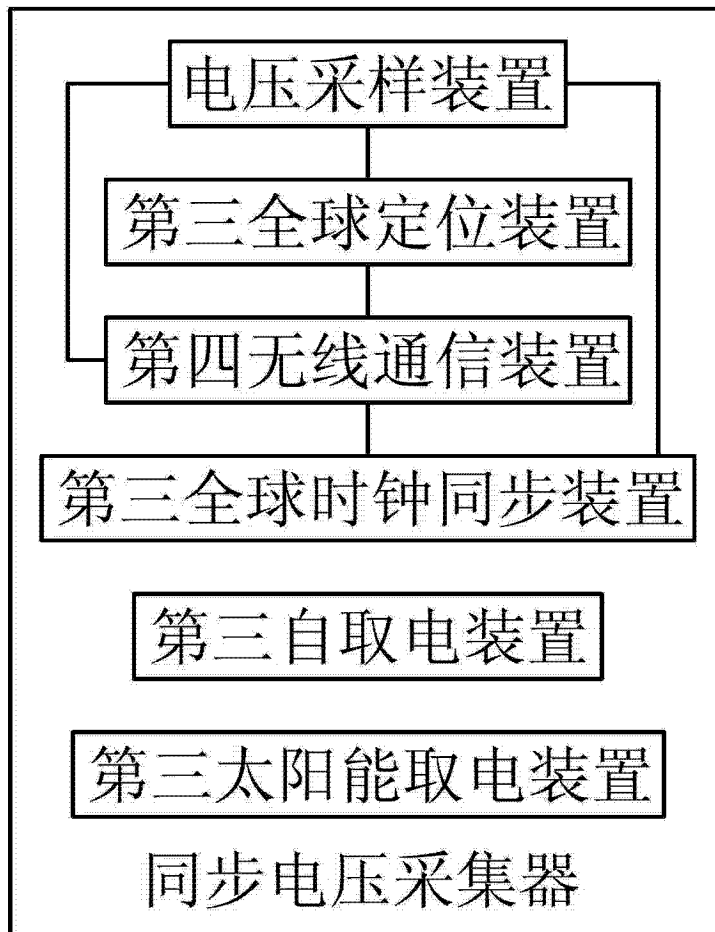 电压采样装置
第三全球定位装置
第四无线通信装置
第三全球时钟同步装置
第三自取电装置
第三太阳能取电装置
同步电压采集器